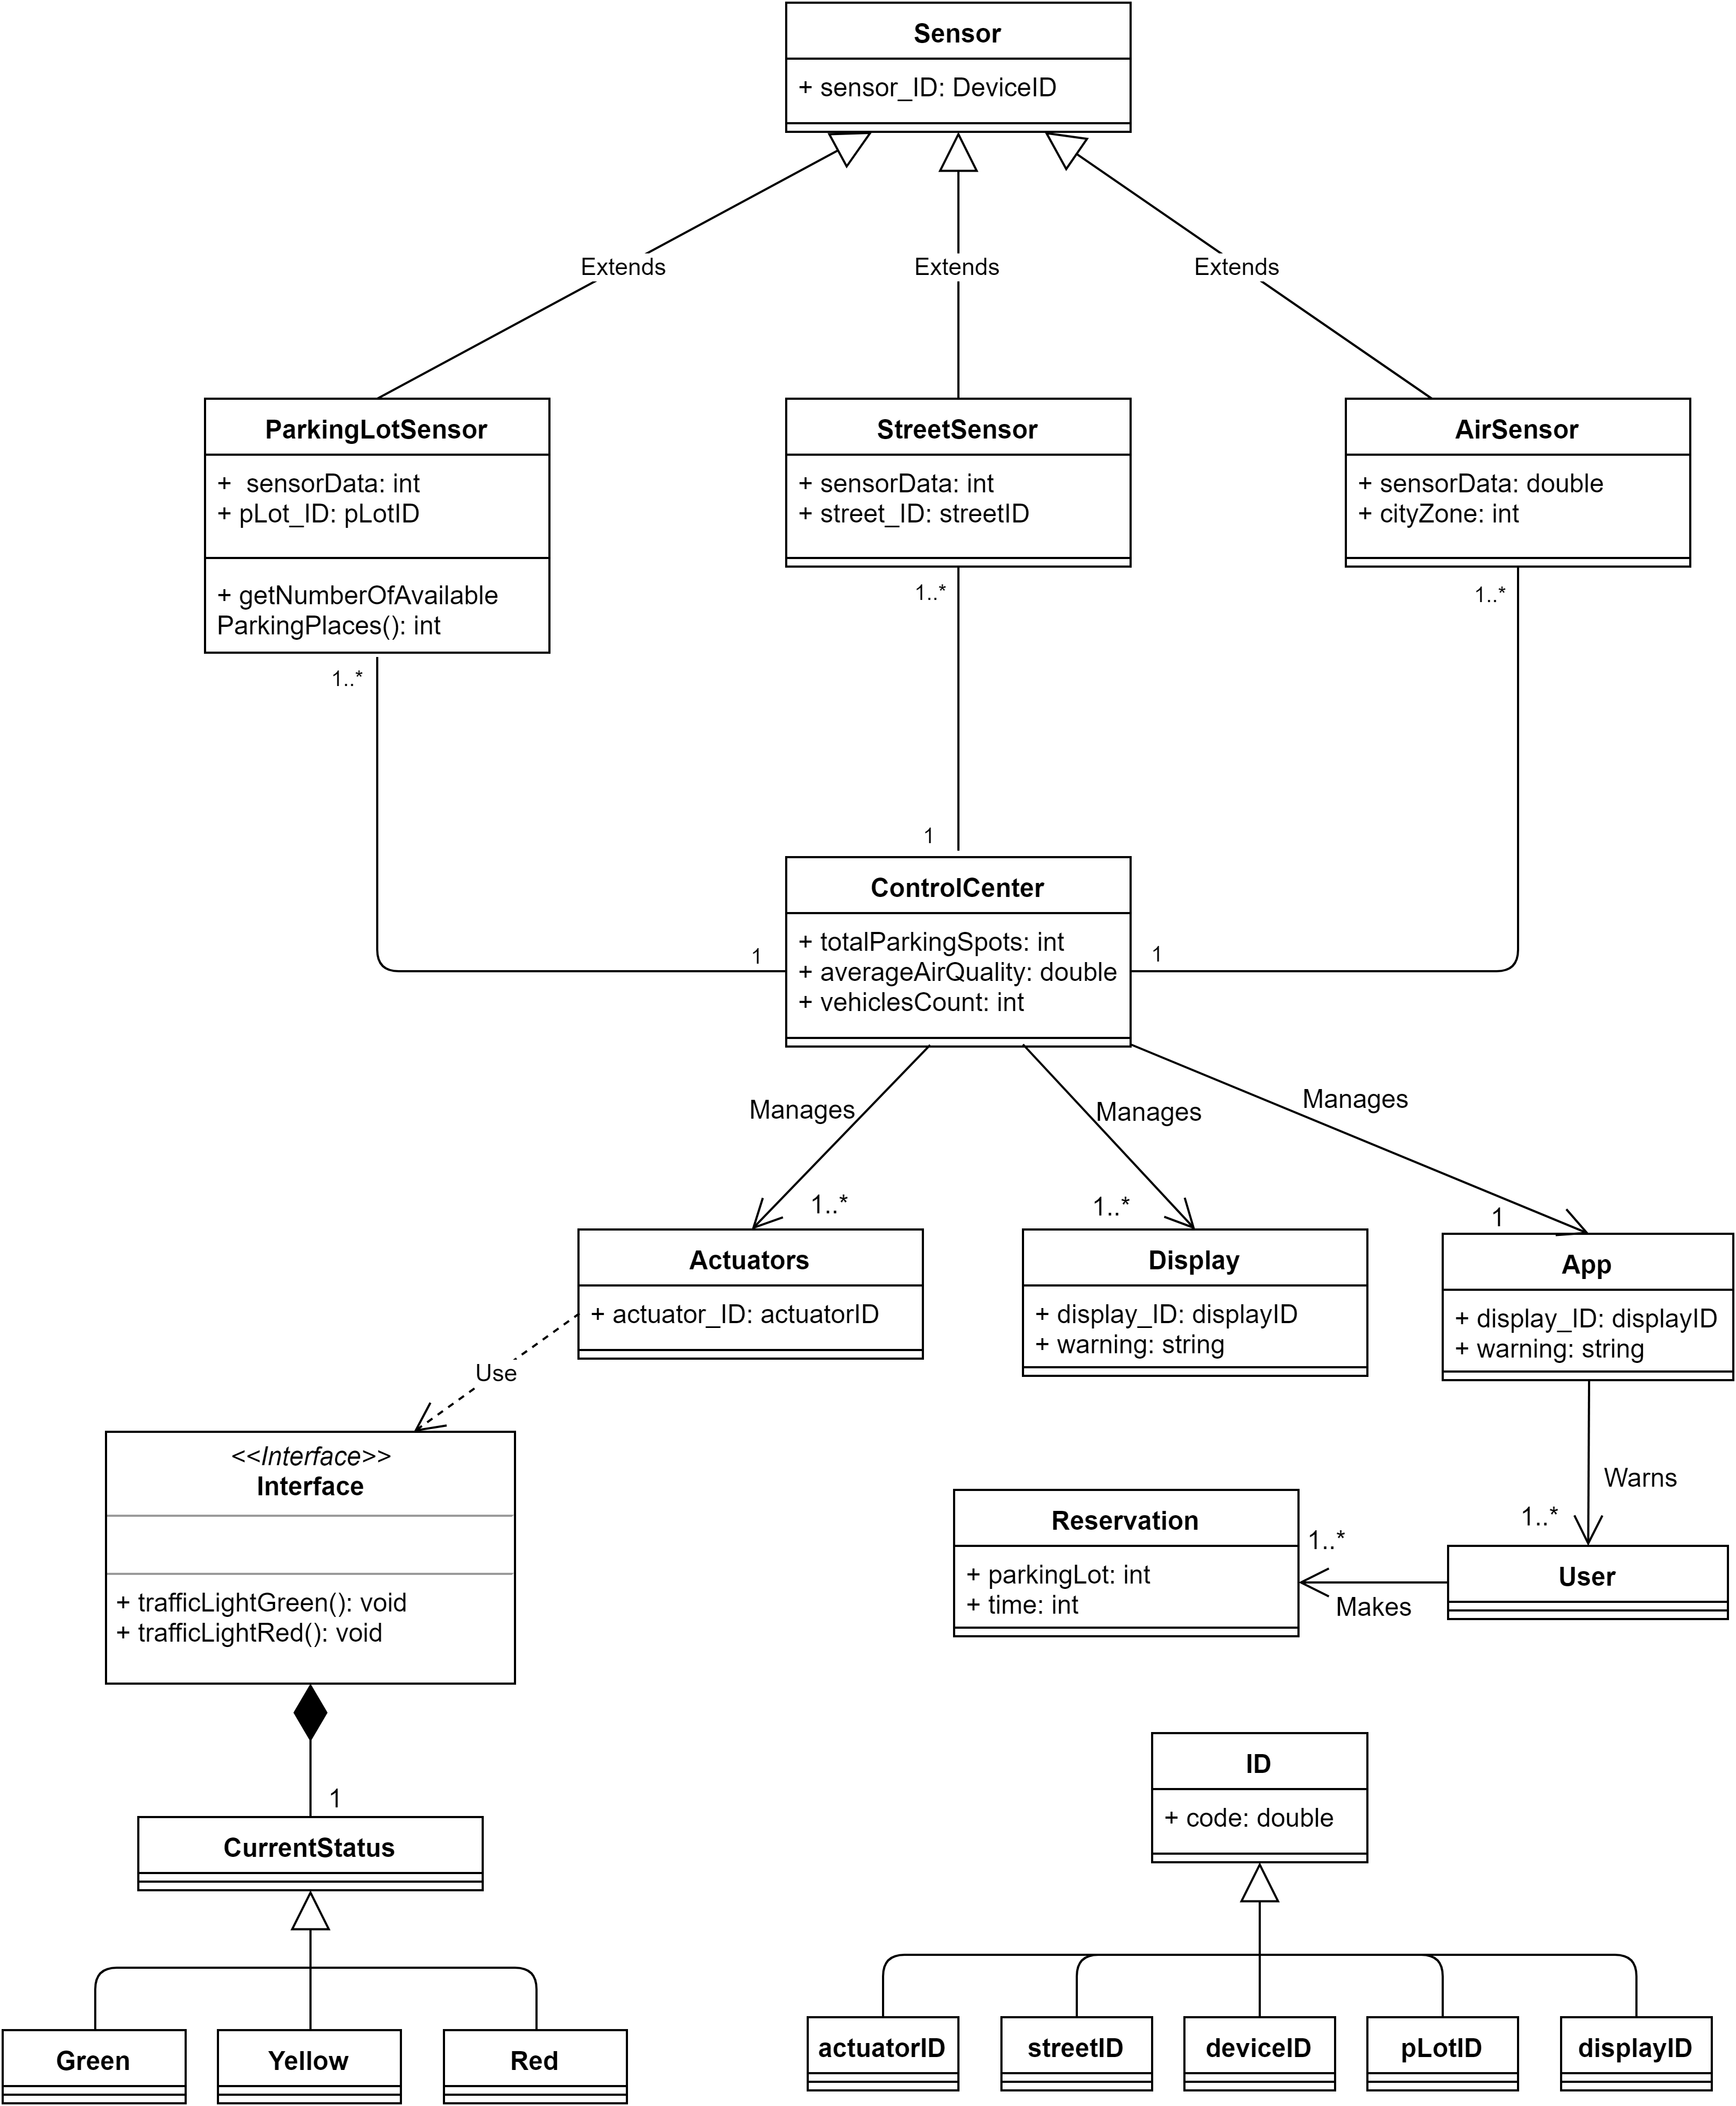 Sensor
+ sensor_ID: DeviceID
Extends
Extends
Extends
ParkingLotSensor
+  sensorData: int
+ pLot_ID: pLotID
+ getNumberOfAvailable
ParkingPlaces(): int
1..*
StreetSensor
+ sensorData: int
+ street_ID: streetID
1..*
AirSensor
+ sensorData: double
+ cityZone: int
1..*
1
1
1
ControlCenter
+ totalParkingSpots: int
+ averageAirQuality: double
+ vehiclesCount: int
Manages
Manages
Manages
1..*
1..*
1
Actuators
+ actuator_ID: actuatorID
Display
+ display_ID: displayID
+ warning: string
App
+ display_ID: displayID
+ warning: string
Use
Warns
1..*
<<Interface>>
Interface
+ trafficLightGreen(): void
+ trafficLightRed(): void
Reservation
+ parkingLot: int
+ time: int
1..*
Makes
User
1
CurrentStatus
Green
Yellow
Red
ID
+ code: double
actuatorID
streetID
deviceID
pLotID
displayID